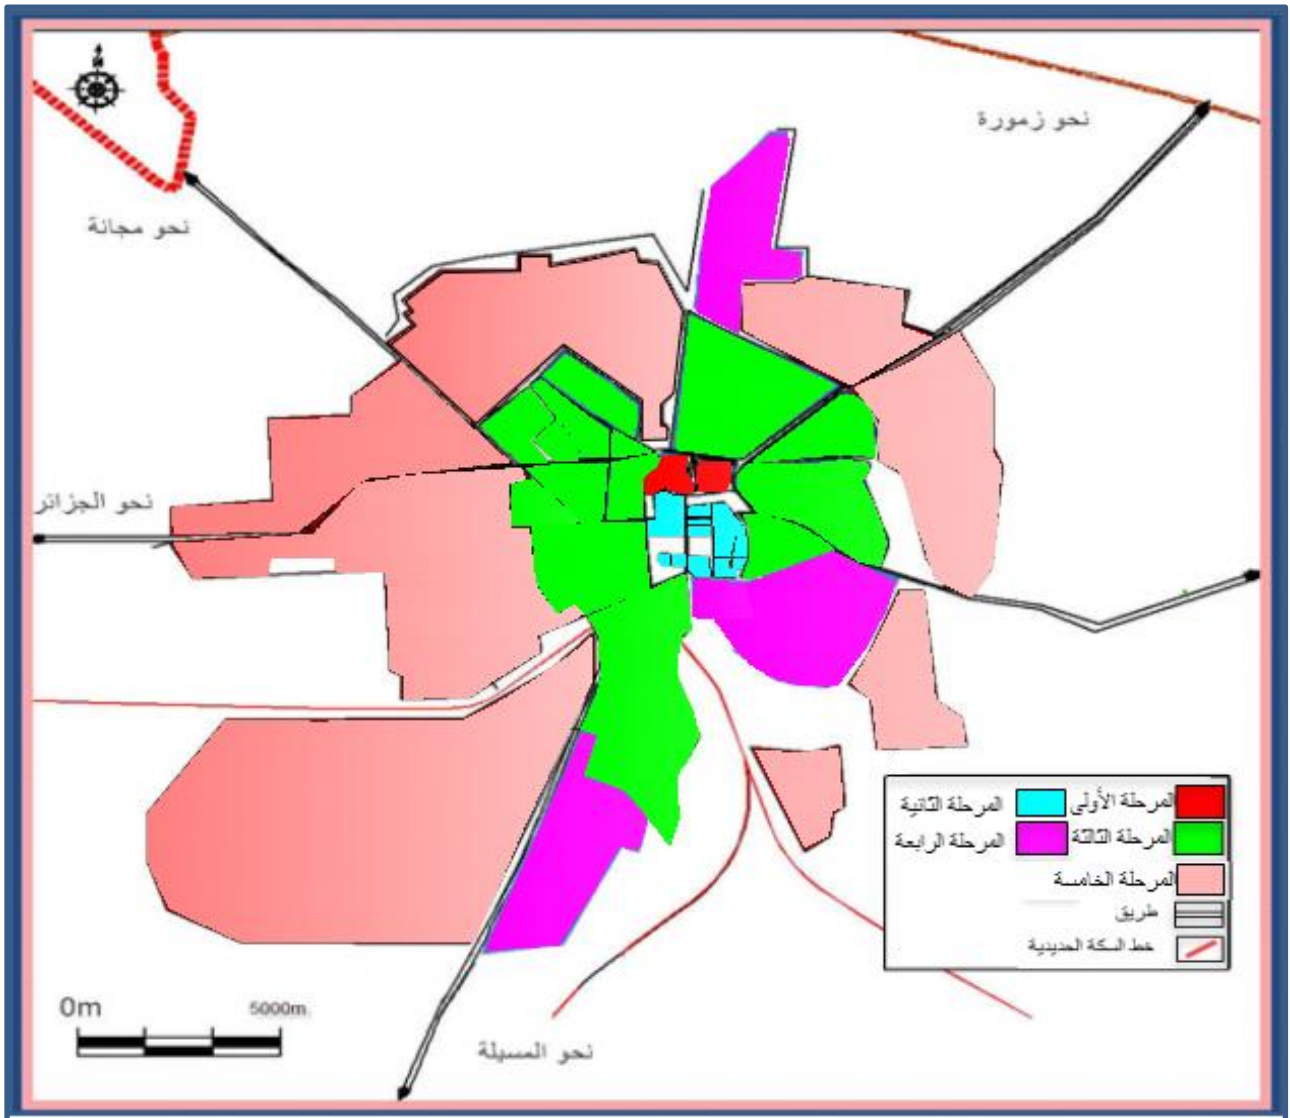 N
نحو زمورة
نحو مجانة
نحو الجزائر
المرحلة الأولى
المرحلة الثانية
المرحلة الثالثة
المرحلة الرابعة
المرحلة الخامسة
طريق
خط السكة الحديدية
0m
5000m.
نحو المسيلة